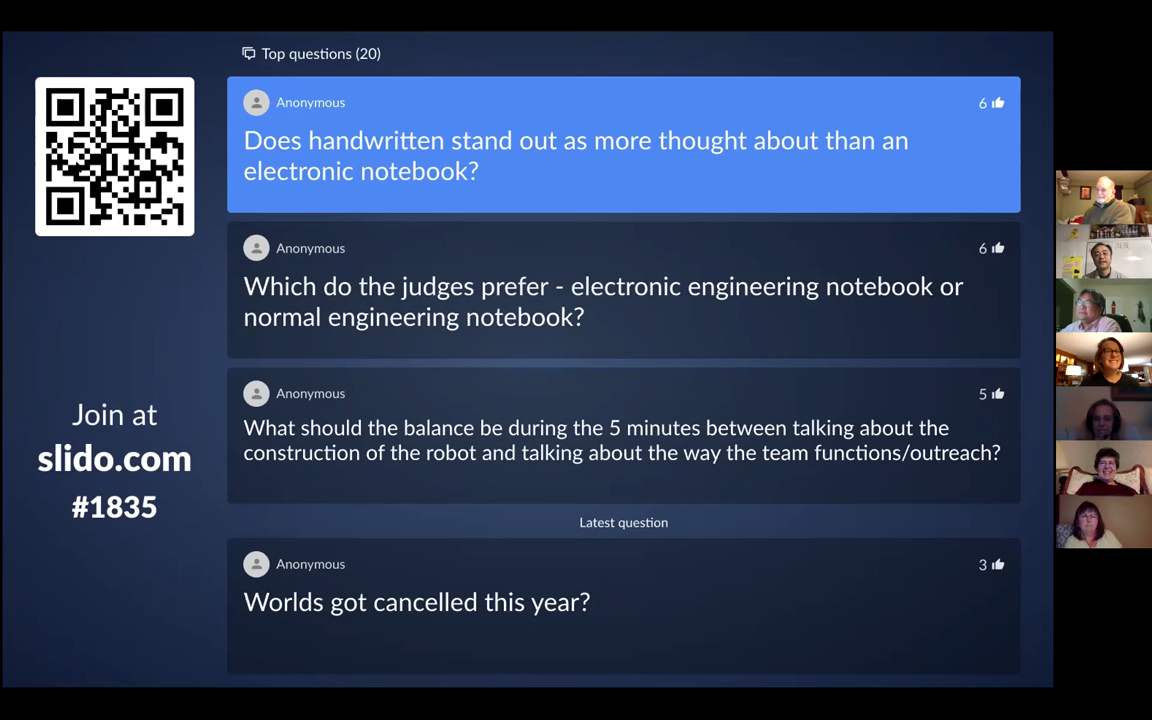 Top questions (20)
Anonymous
6
Does handwritten stand out as more thought about than an
electronic notebook?
Anonymous
6
Which do the judges prefer - electronic engineering notebook or
normal engineering notebook?
Anonymous
5
What should the balance be during the 5 minutes between talking about the
construction of the robot and talking about the way the team functions/outreach?
Latest question
Anonymous
3
Worlds got cancelled this year?
Join at
slido.com
#1835